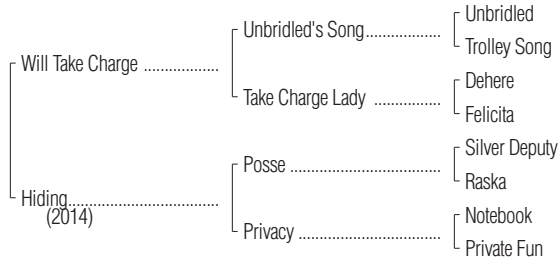 Unbridled
Unbridled's Song..................
Trolley Song
Will Take Charge ..................
Dehere
Take Charge Lady ................
Felicita
Silver Deputy
Posse .....................................
Raska
Hiding.....................................
(2014)
Notebook
Privacy ...................................
Private Fun